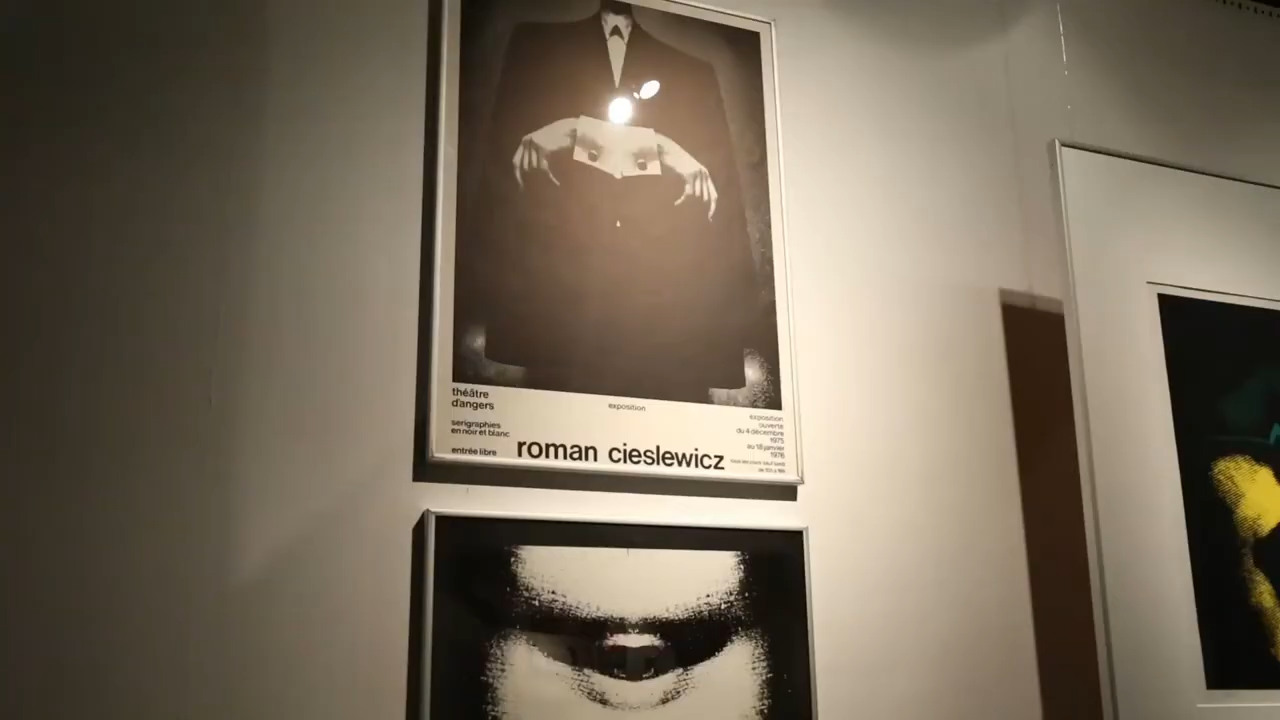 théâtre
d'angers
serigraphies
en noir et blanc
entrée libre
exposition
roman cieslewicz
exposition
ouverte
du 4 décembre
1975
au 18 janvier
1976